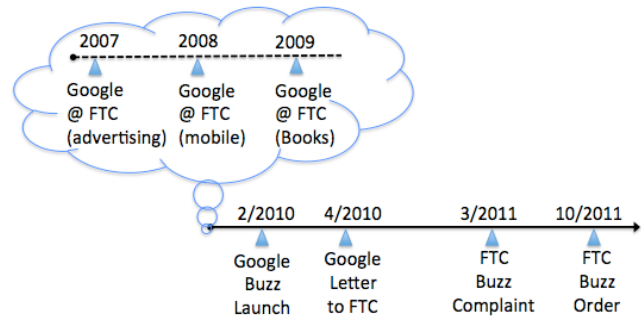 2007 2008 2009
Google Google Google
@ FTC @ FTC @ FTC
(advertising) (mobile) (Books)
2/2010 4/2010 3/2011 10/2011
Google Google FTC FTC
Buzz Letter Buzz Buzz
Launch to FTC Complaint Order